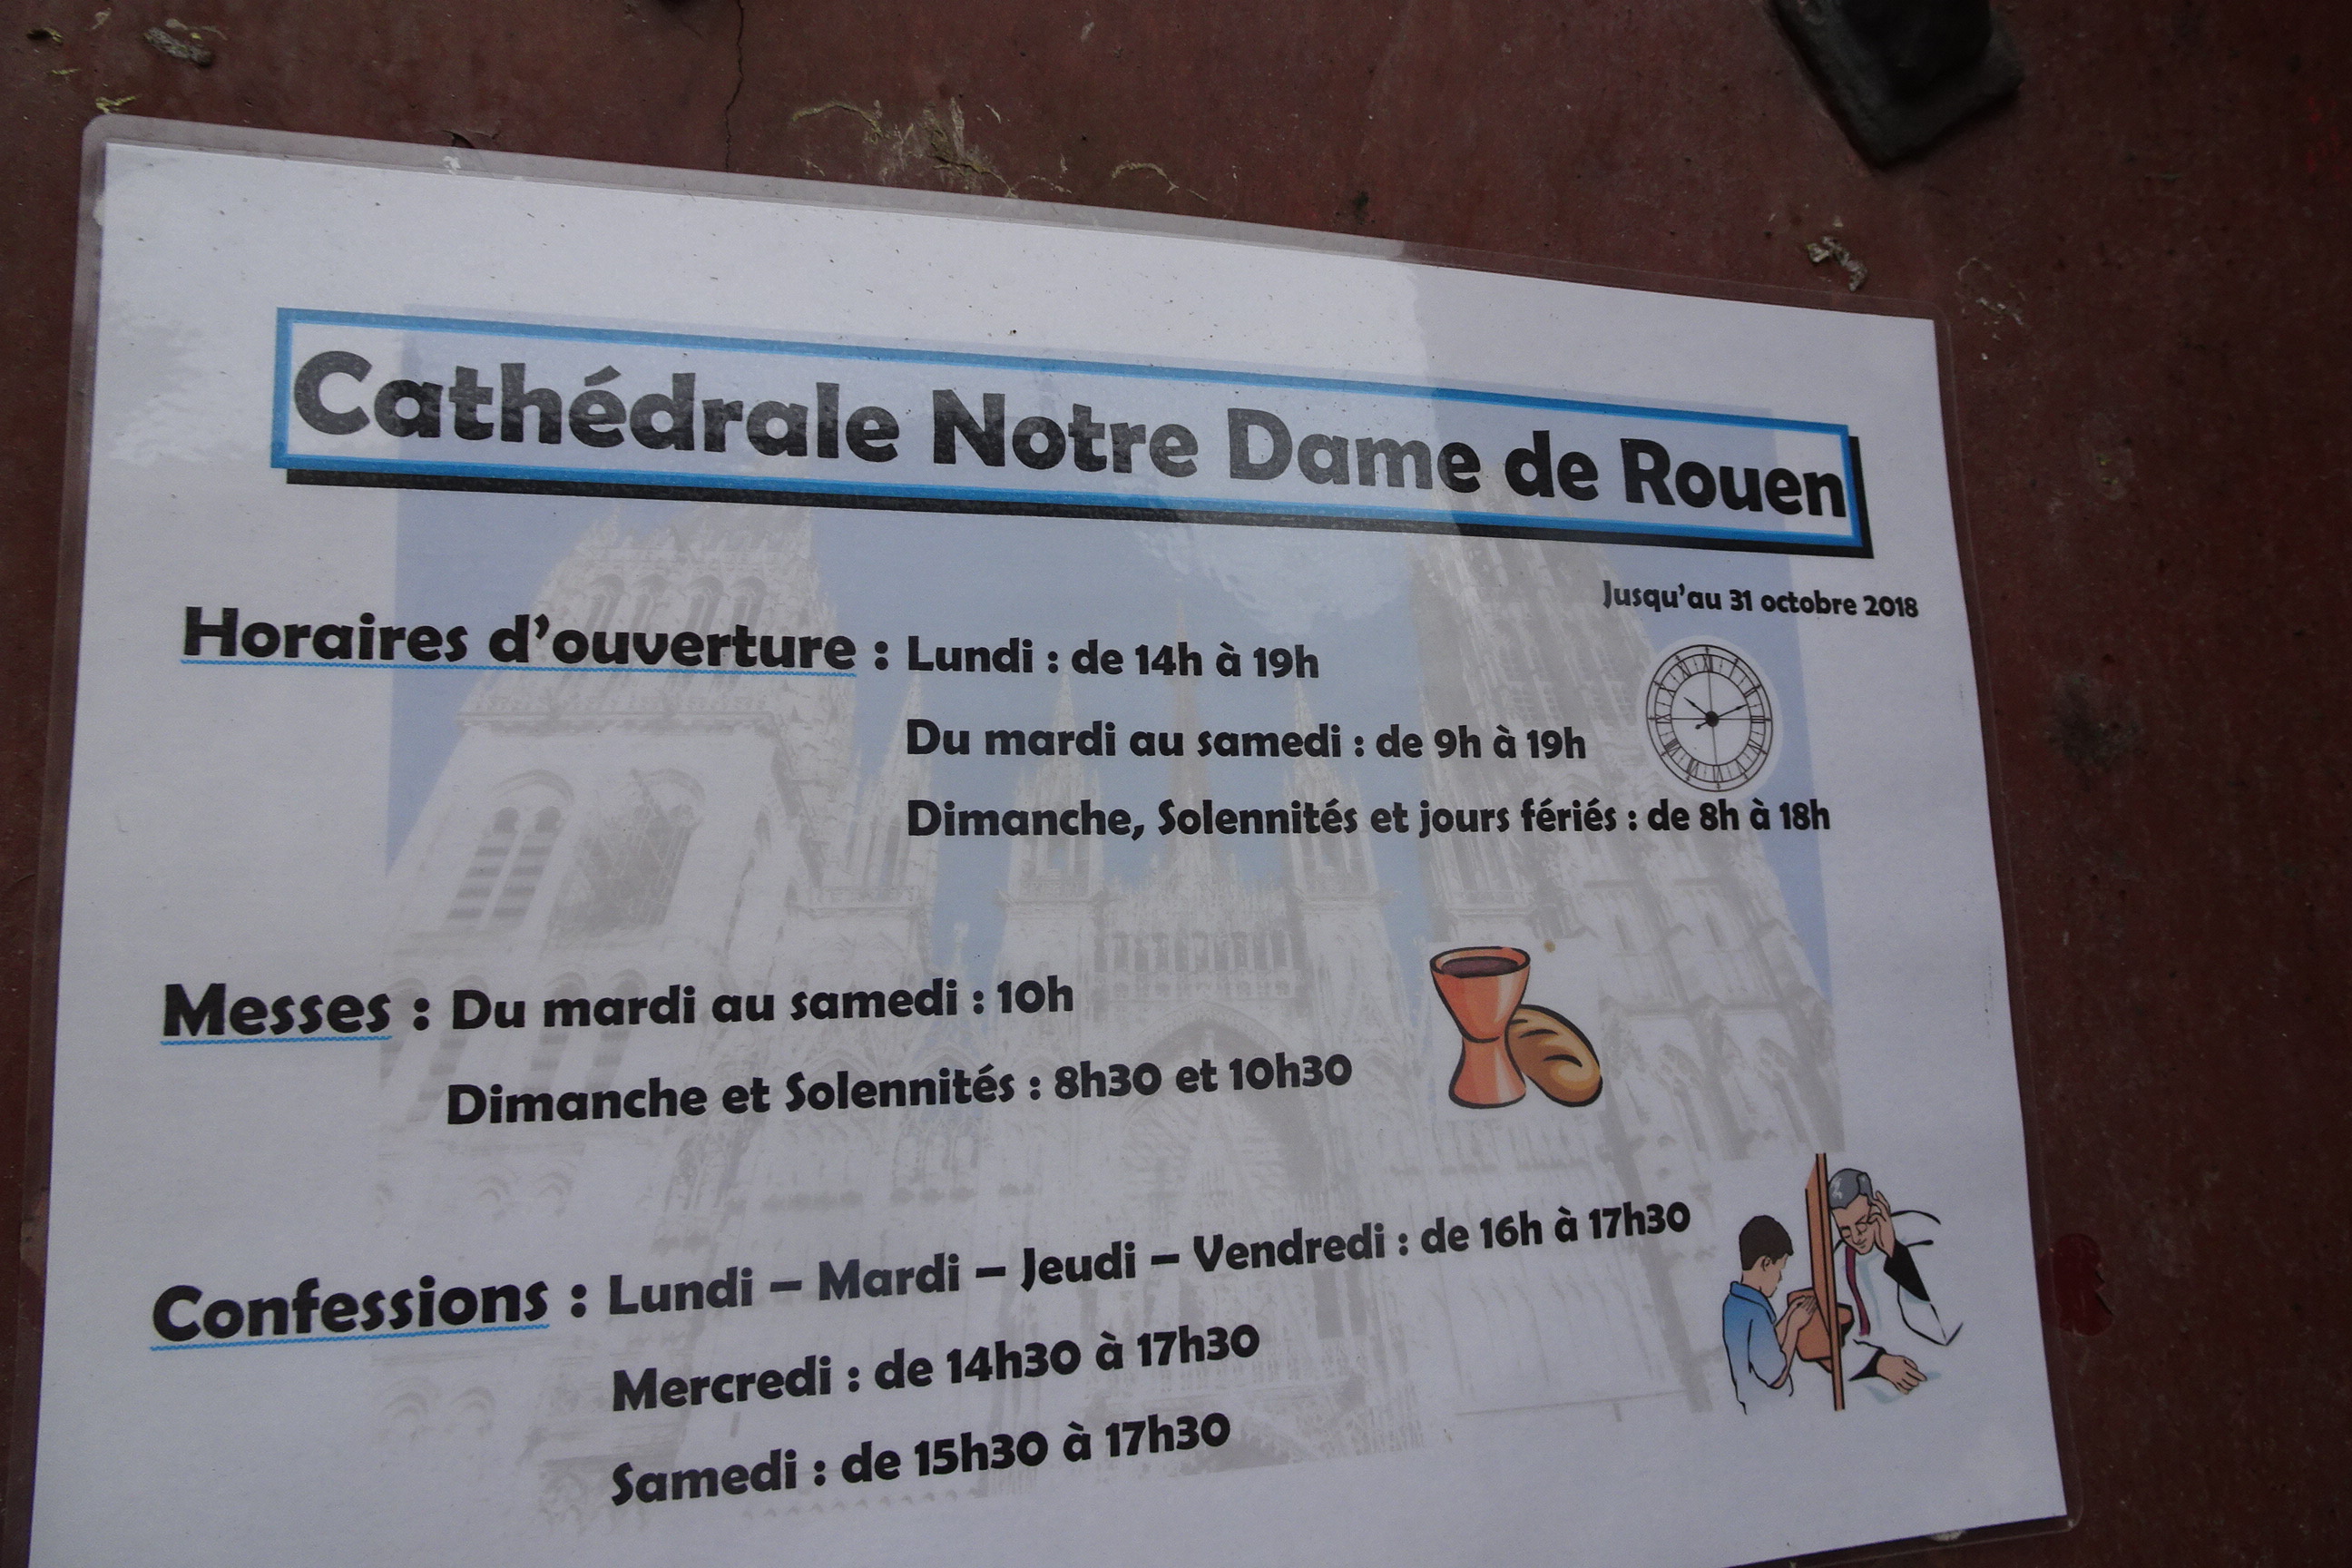 Cathédrale Notre Dame de Rouen
Jusqu'au 31 octobre 2018
Horaires d'ouverture : Lundi : de 14h à 19h
Du mardi au samedi : de 9h à 19h
Dimanche, Solennités et jours fériés : de 8h à 18h
Messes : Du mardi au samedi : 10h
Dimanche et Solennités : 8h30 et 10h30
Confessions : Lundi – Mardi – Jeudi – Vendredi : de 16h à 17h30
Mercredi : de 14h30 à 17h30
Samedi : de 15h30 à 17h30